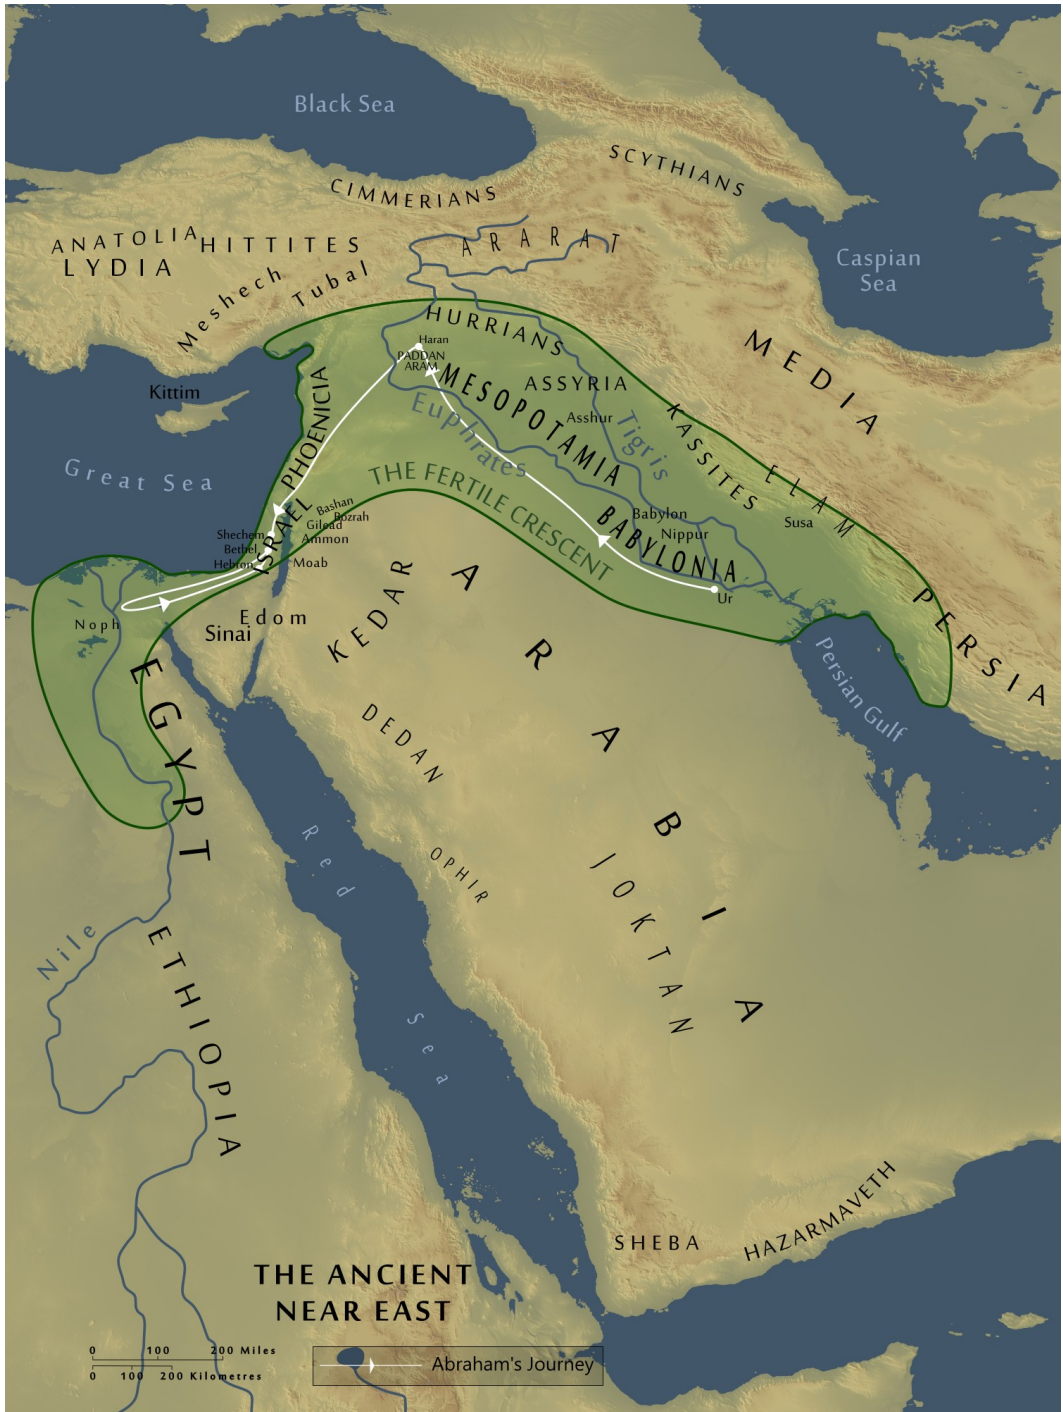 Black Sea
SCYTHIANS
CIMMERIANS
ANATOLIA
HITTITES
ARARAT
LYDIA
Meshech
Tubal
Caspian
Sea
HURRIANS
Haran
PADDAN
ARAM
MEDIA
Kittim
PHOENICIA
MESOPOTAMIA
ASSYRIA
Asshur
Euphrates
Tigris
KASSITES
Great Sea
THE FERTILE CRESCENT
ELAM
ISRAEL
Bashan
Bozrah
Gilead
Ammon
Shechem
Bethel
Hebron
Moab
Babylon
Nippur
Susa
BABYLONIA
Ur
Noph
Edom
Sinai
KEDAR
ARABIA
PERSIA
Persian Gulf
EGYPT
DEDAN
Red Sea
OPHIR
JOKTAN
Nile
ETHIOPIA
SHEBA
HAZARMAVETH
THE ANCIENT
NEAR EAST
0 100 200 Miles
0 100 200 Kilometres
Abraham's Journey